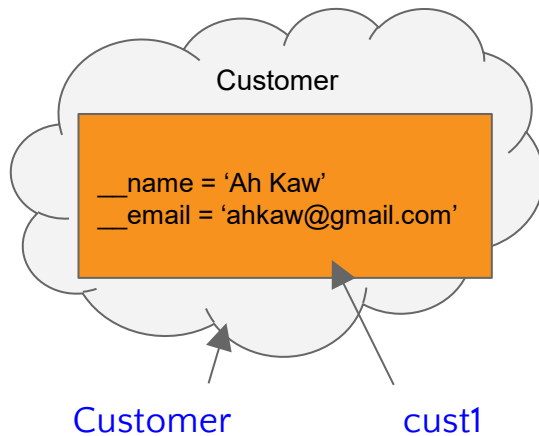 Customer
__name = ‘Ah Kaw’
__email = ‘ahkaw@gmail.com’
Customer cust1